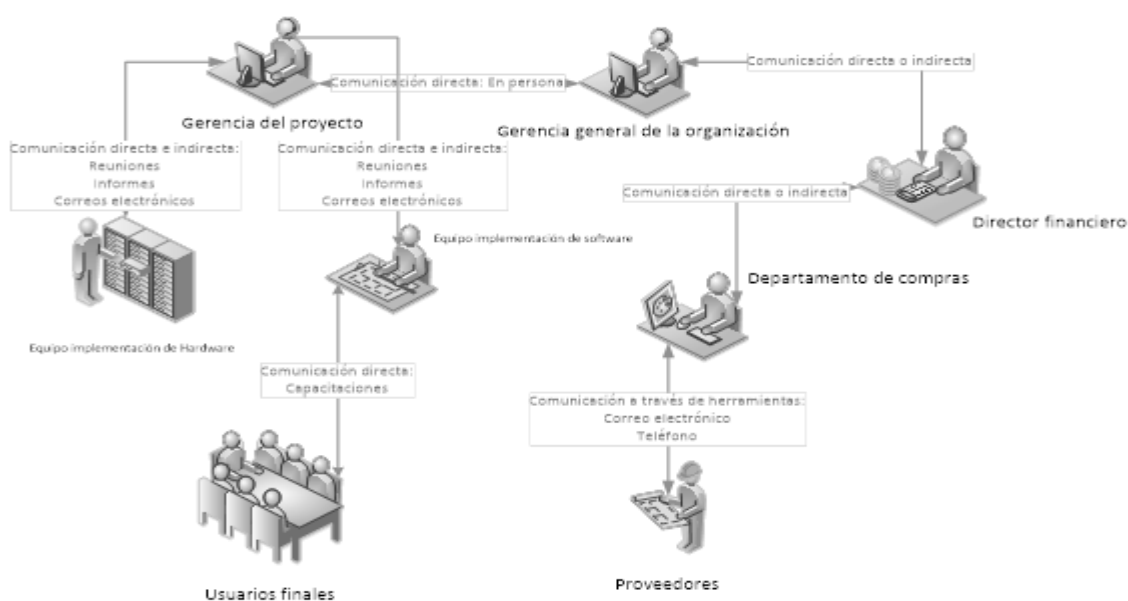 Comunicación directa o indirecta
Comunicación directa: En persona
Gerencia del proyecto
Gerencia general de la organización
Comunicación directa e indirecta:
Reuniones
Informes
Correos electrónicos
Comunicación directa e indirecta:
Reuniones
Informes
Correos electrónicos
Comunicación directa o indirecta
Director financiero
Equipo implementación de software
Departamento de compras
Equipo implementación de Hardware
Comunicación directa:
Capacitaciones
Comunicación a través de herramientas:
Correo electrónico
Teléfono
Usuarios finales
Proveedores